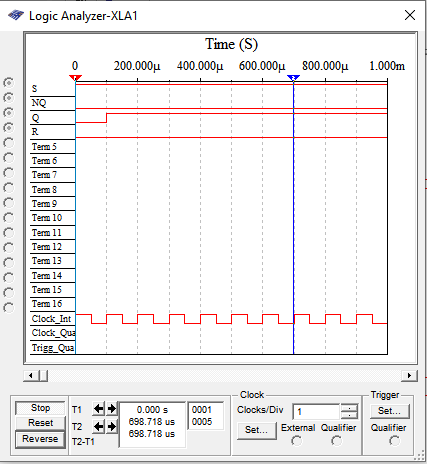 Logic Analyzer-XLA1
Time (S)
0 200.000µ 400.000µ 600.000µ 800.000µ 1.000m
S
NQ
Q
R
Term 5
Term 6
Term 7
Term 8
Term 9
Term 10
Term 11
Term 12
Term 13
Term 14
Term 15
Term 16
Clock_Int
Clock_Qua
Trigg_Qua
Stop
Reset
Reverse
T1 0.000 s 0001
T2 698.718 us 0005
T2-T1 698.718 us
Clock
Clocks/Div 1
Set... External Qualifier
Trigger
Set...
Qualifier